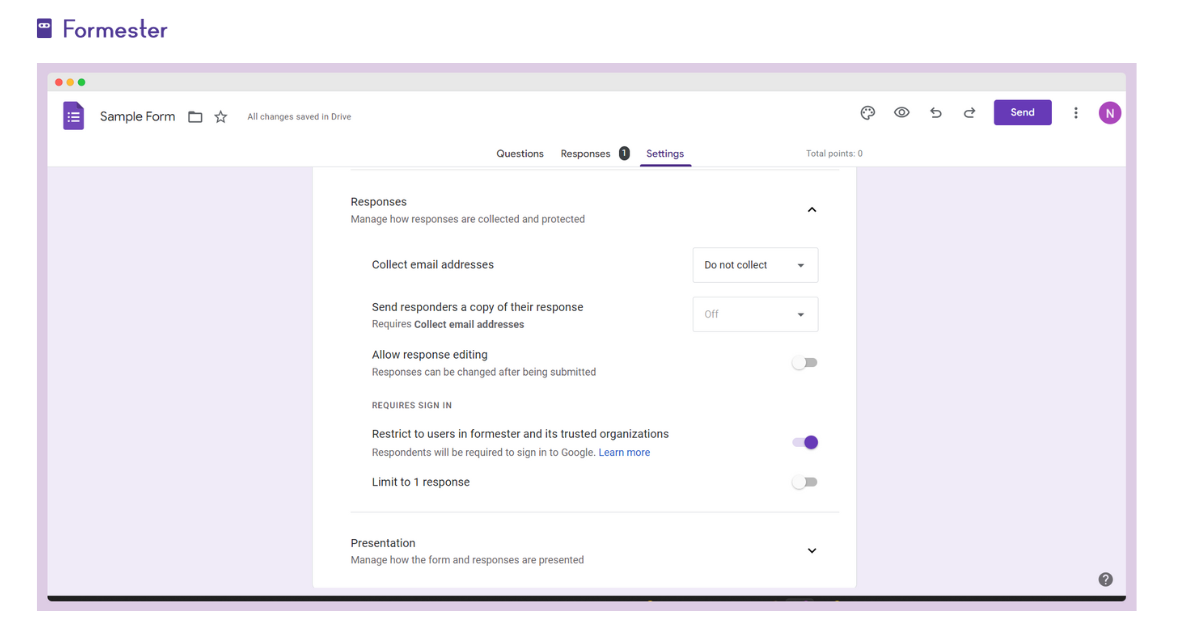 Formester
Sample Form
All changes saved in Drive
Send
N
Questions
Responses 1
Settings
Total points: 0
Responses
Manage how responses are collected and protected
Collect email addresses
Do not collect
Send responders a copy of their response
Requires Collect email addresses
Off
Allow response editing
Responses can be changed after being submitted
REQUIRES SIGN IN
Restrict to users in formester and its trusted organizations
Respondents will be required to sign in to Google. Learn more
Limit to 1 response
Presentation
Manage how the form and responses are presented
?